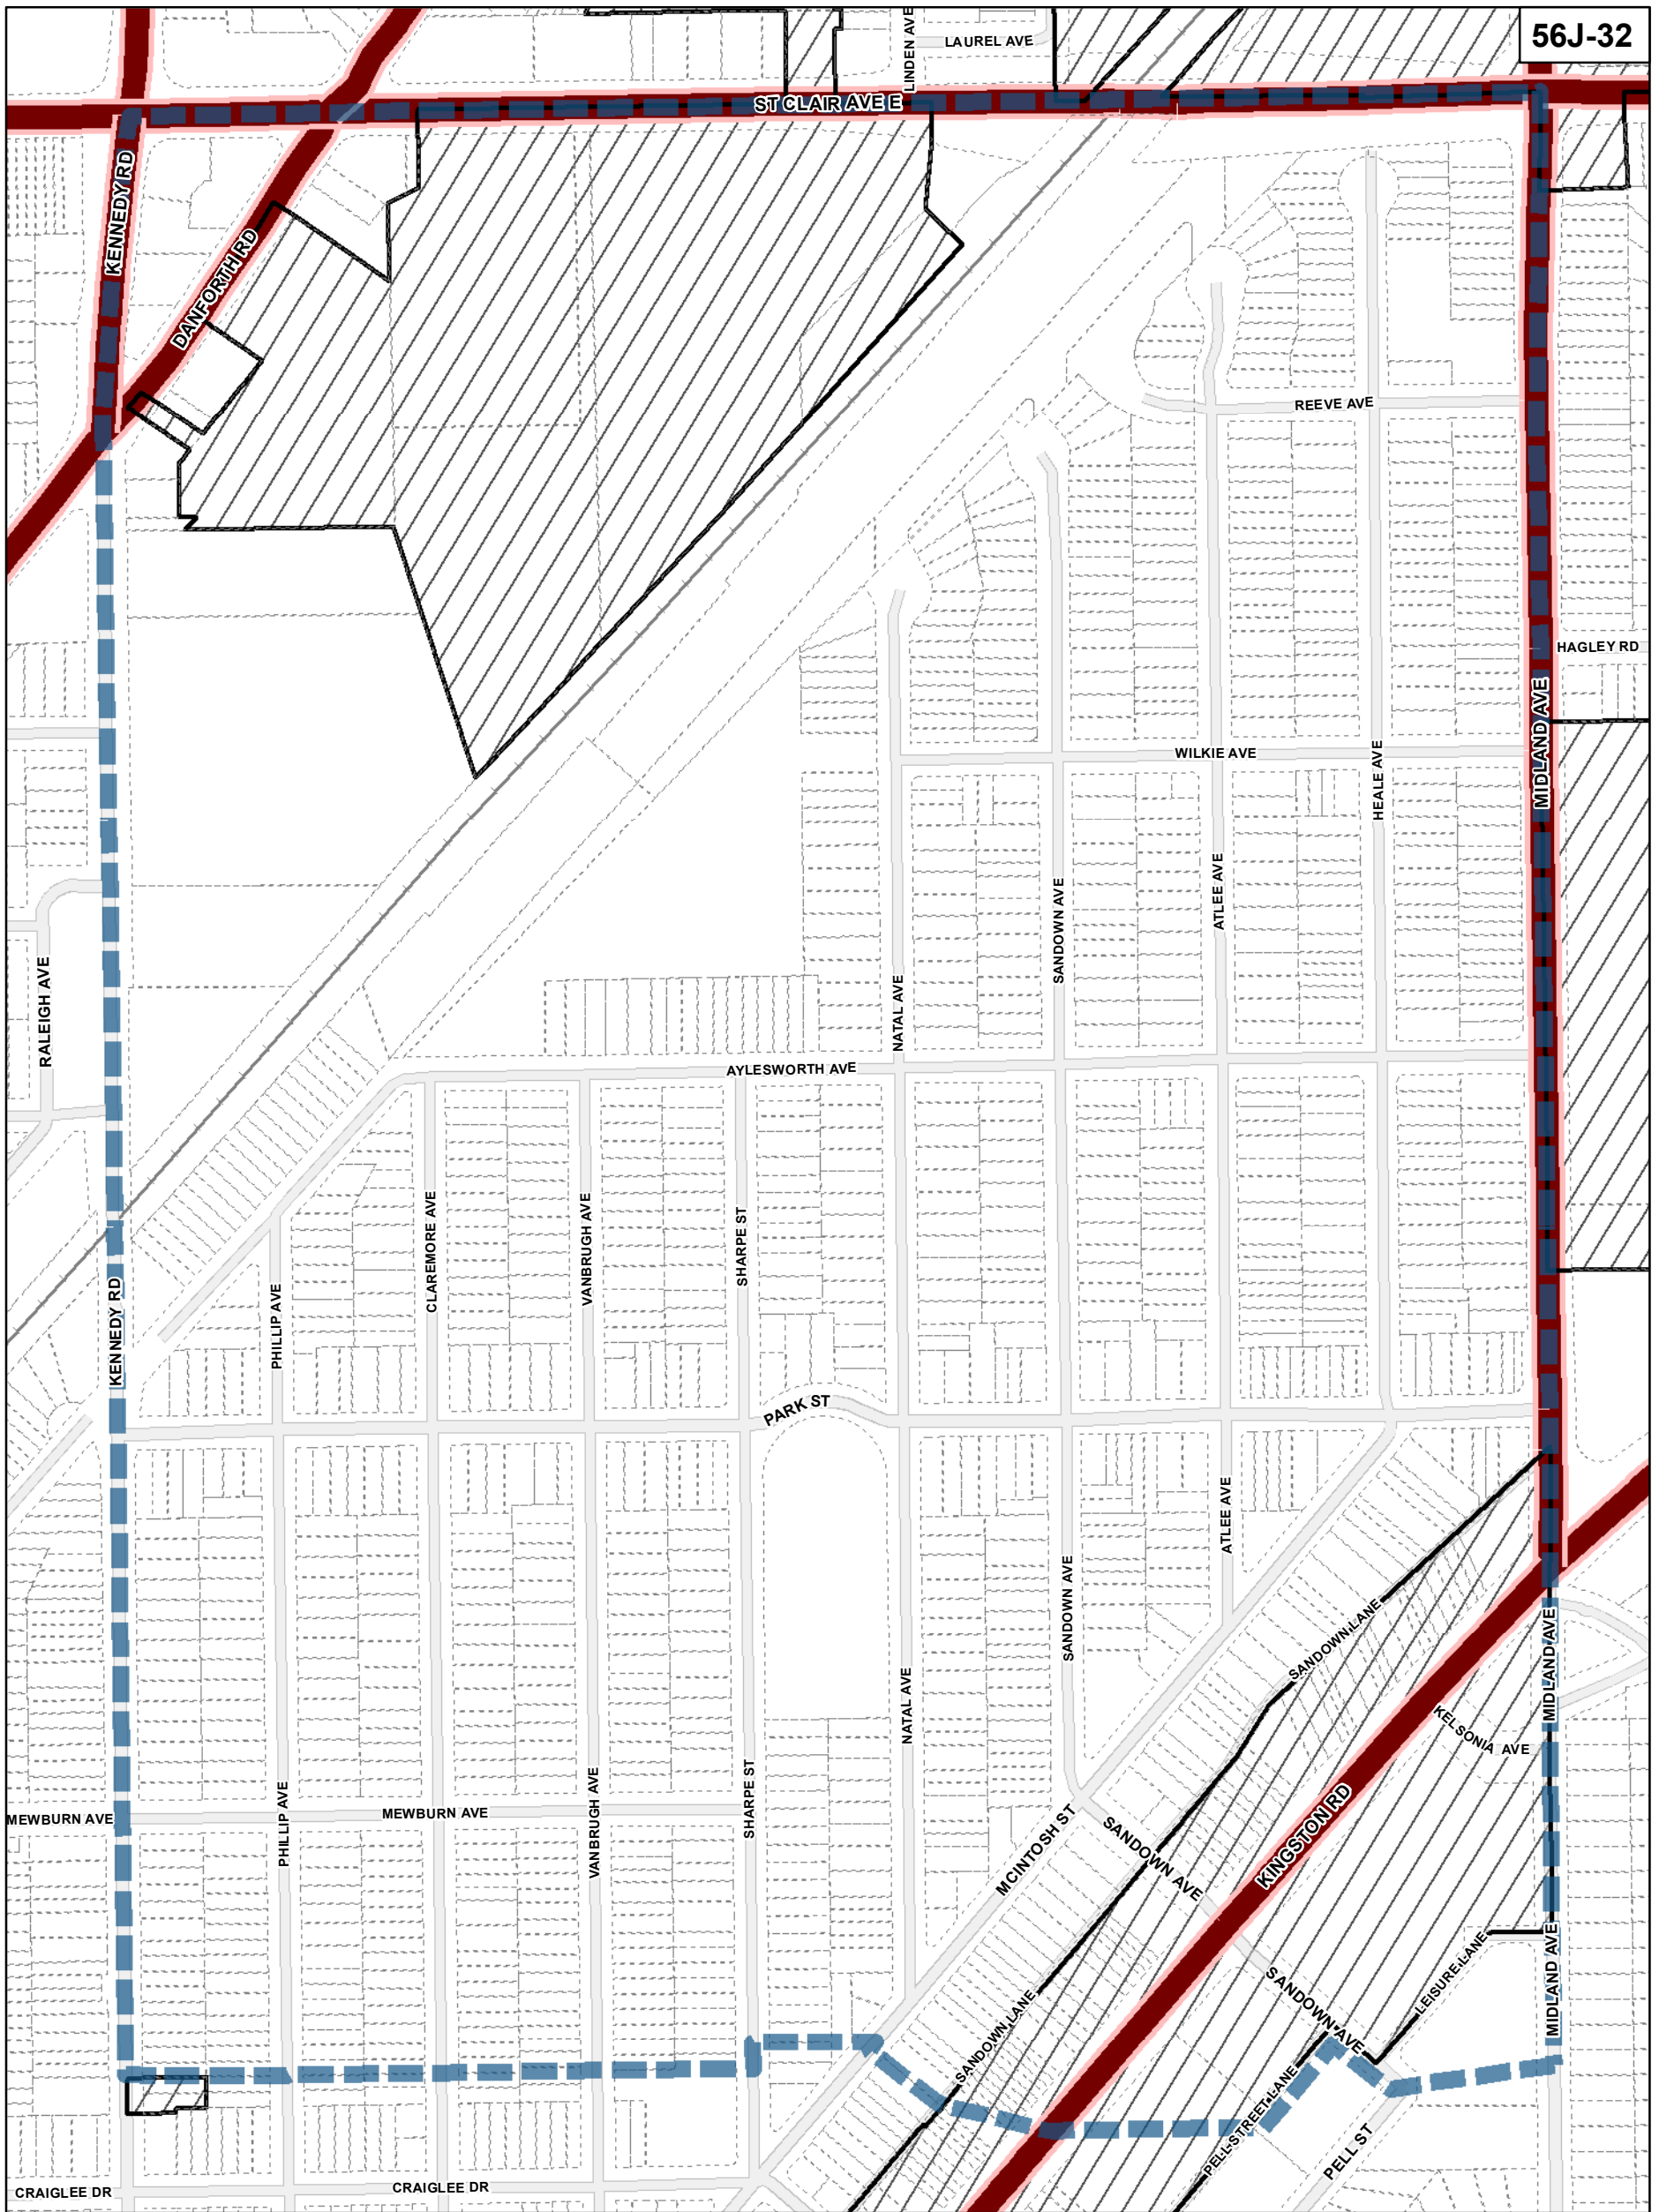 56J-32
LAUREL AVE
LINDEN AVE
ST CLAIR AVE E
KENNEDY RD
DANFORTH RD
REEVE AVE
HAGLEY RD
MIDLAND AVE
WILKIE AVE
HEALE AVE
ATLEE AVE
SANDOWN AVE
RALEIGH AVE
NATAL AVE
AYLESWORTH AVE
CLAREMORE AVE
VANBRUGH AVE
SHARPE ST
PHILLIP AVE
KENNEDY RD
PARK ST
ATLEE AVE
SANDOWN AVE
SANDOWN LANE
MIDLAND AVE
NATAL AVE
KELSONIA AVE
SHARPE ST
VANBRUGH AVE
PHILLIP AVE
MEWBURN AVE
MEWBURN AVE
MCINTOSH ST
SANDOWN AVE
KINGSTON RD
MIDLAND AVE
LEISURE LANE
SANDOWN AVE
SANDOWN LANE
PELL STREET LANE
PELL ST
CRAIGLEE DR
CRAIGLEE DR